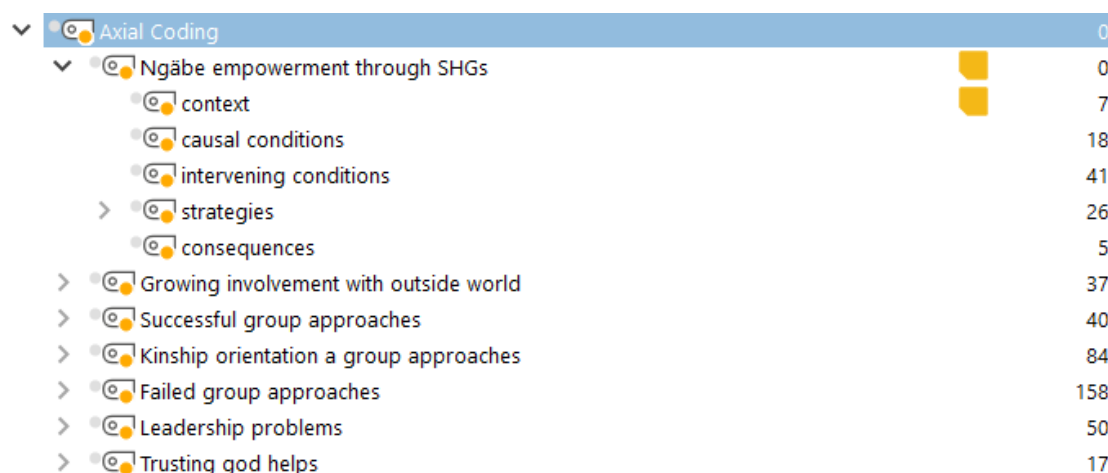 Axial Coding 0
Ngäbe empowerment through SHGs 0
context 7
causal conditions 18
intervening conditions 41
strategies 26
consequences 5
Growing involvement with outside world 37
Successful group approaches 40
Kinship orientation a group approaches 84
Failed group approaches 158
Leadership problems 50
Trusting god helps 17